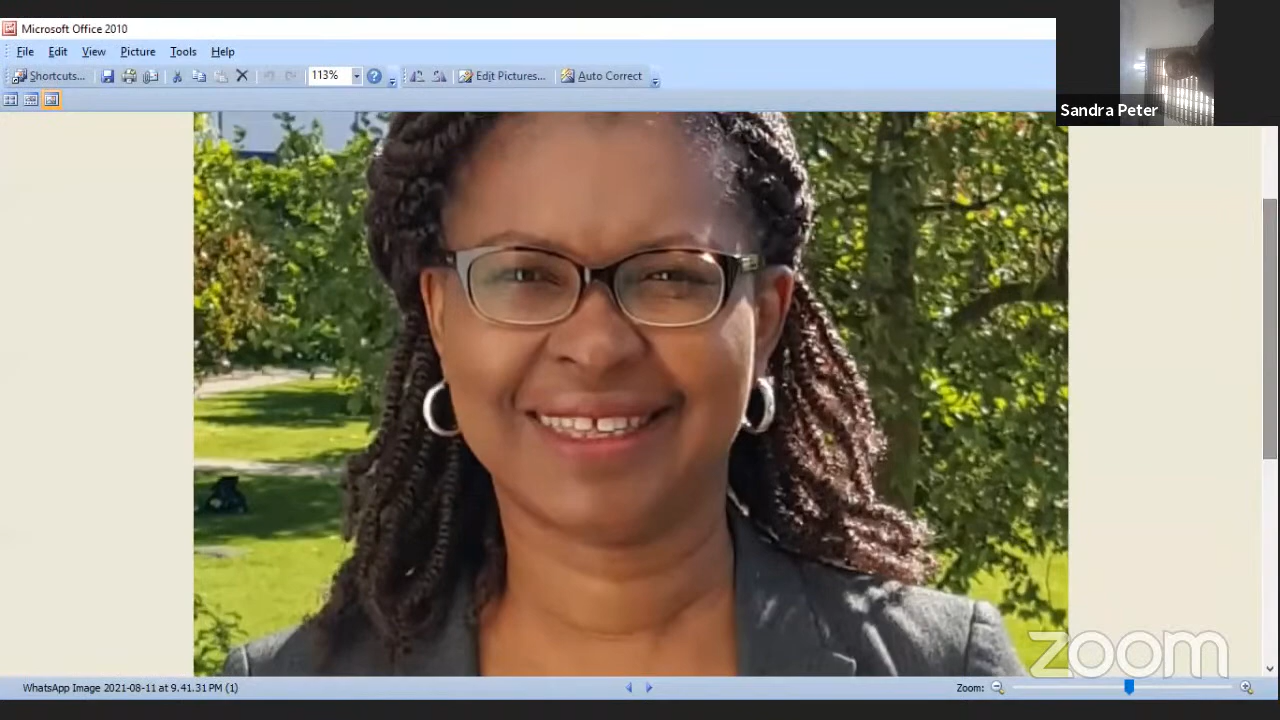 Microsoft Office 2010
File Edit View Picture Tools Help
Shortcuts... 113% Edit Pictures... Auto Correct
Sandra Peter
zoom
WhatsApp Image 2021-08-11 at 9.41.31 PM (1) Zoom: